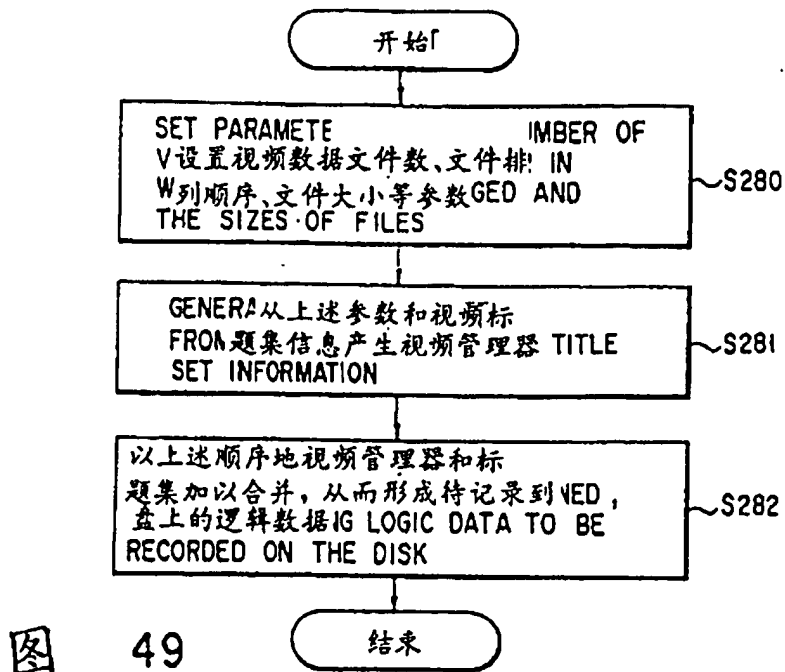 开始
SET PARAMETE IMBER OF
V设置视频数据文件数、文件排 IN
W列顺序、文件大小等参数GED AND
THE SIZES OF FILES
S280
GENERA从上述参数和视频标
FROM题集信息产生视频管理器 TITLE
SET INFORMATION
S281
以上述顺序地视频管理器和标
题集加以合并，从而形成待记录到NED,
盘上的逻辑数据IG LOGIC DATA TO BE
RECORDED ON THE DISK
S282
结束
图 49